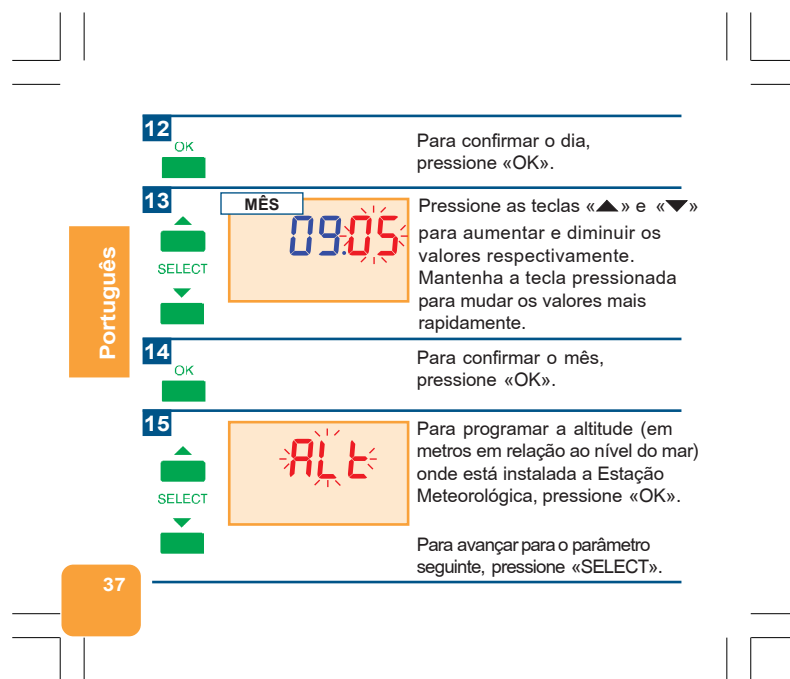 12
OK
Para confirmar o dia,
pressione «OK».
13
MÊS
09.05
SELECT
Pressione as teclas «▲» e «▼»
para aumentar e diminuir os
valores respectivamente.
Mantenha a tecla pressionada
para mudar os valores mais
rapidamente.
Português
14
OK
Para confirmar o mês,
pressione «OK».
15
SELECT
ALt
Para programar a altitude (em
metros em relação ao nível do mar)
onde está instalada a Estação
Meteorológica, pressione «OK».
Para avançar para o parâmetro
seguinte, pressione «SELECT».
37